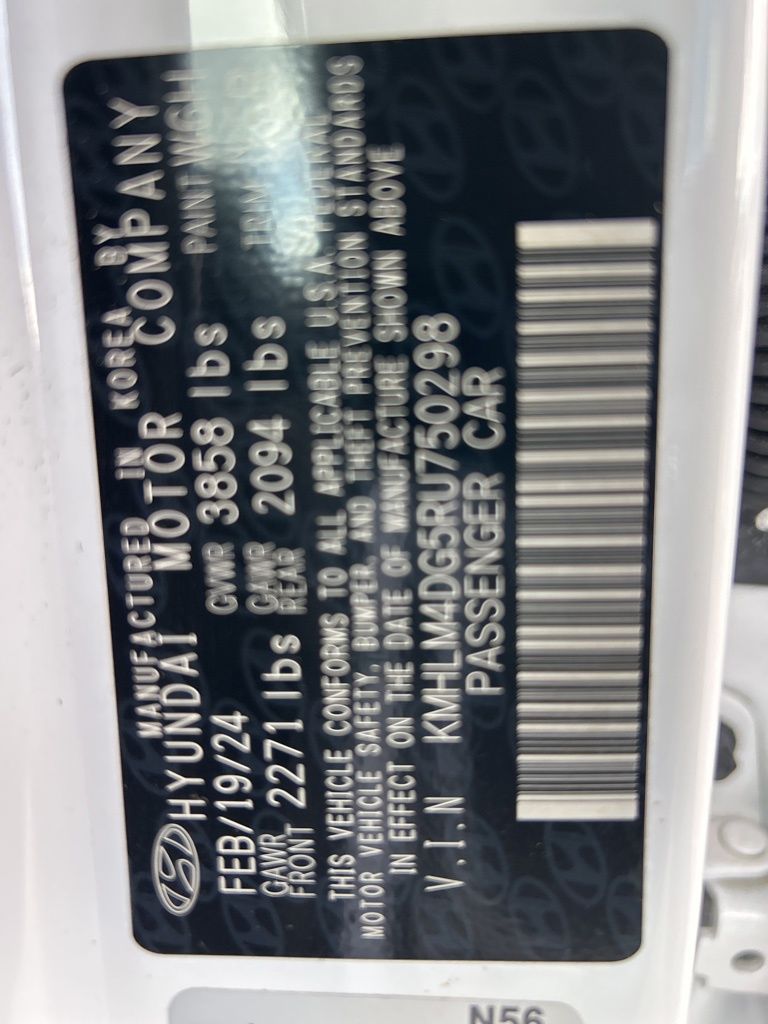 MANUFACTURED IN KOREA BY
HYUNDAI MOTOR COMPANY
FEB/19/24 GVWR 3858 lbs PAINT
GAWR FRONT 2271 lbs GAWR REAR 2094 lbs TRIM
THIS VEHICLE CONFORMS TO ALL APPLICABLE U.S.A. FEDERAL
MOTOR VEHICLE SAFETY, BUMPER, AND THEFT PREVENTION STANDARDS
IN EFFECT ON THE DATE OF MANUFACTURE SHOWN ABOVE
V.I.N KMHLM4DG5RU750298
PASSENGER CAR
N56